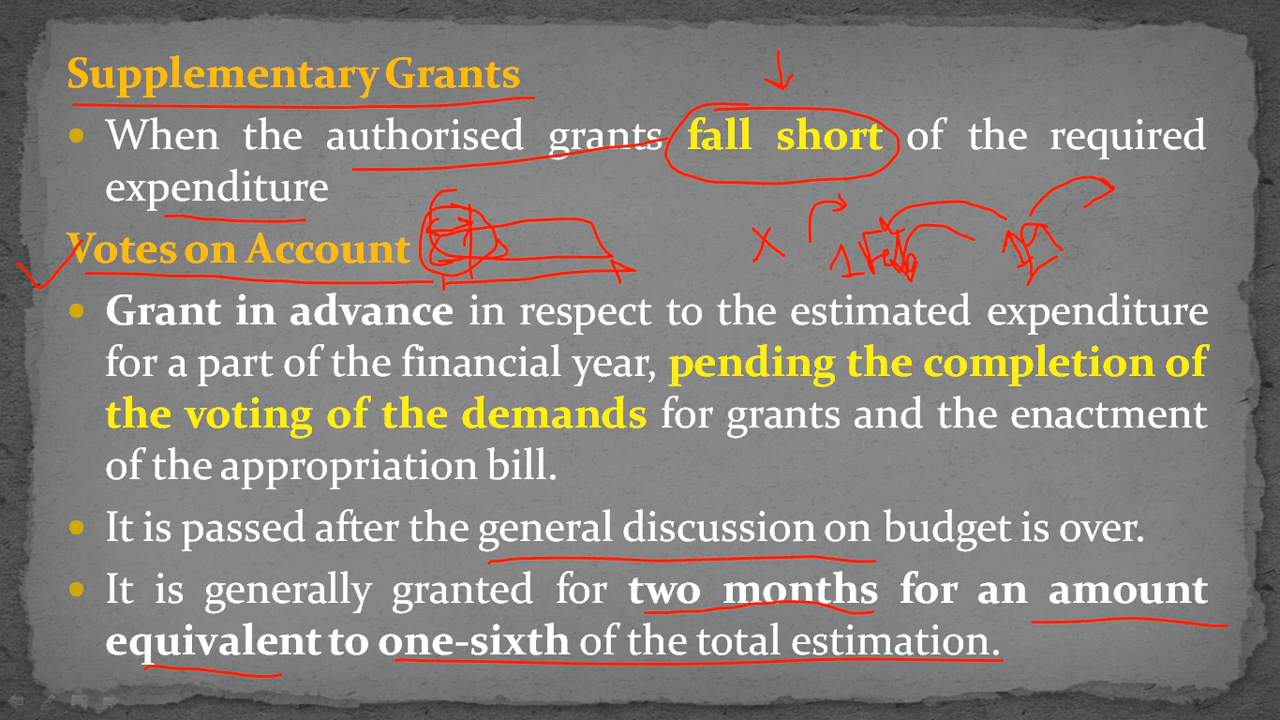 Supplementary Grants
• When the authorised grants fall short of the required
expenditure
Votes on Account
x 1 Feb
• Grant in advance in respect to the estimated expenditure
for a part of the financial year, pending the completion of
the voting of the demands for grants and the enactment
of the appropriation bill.
• It is passed after the general discussion on budget is over.
• It is generally granted for two months for an amount
equivalent to one-sixth of the total estimation.